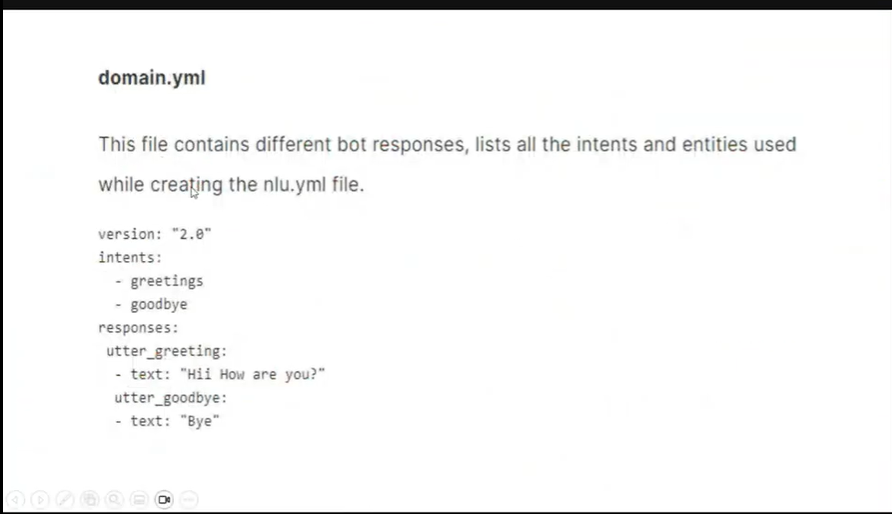 domain.yml
This file contains different bot responses, lists all the intents and entities used
while creating the nlu.yml file.
version: "2.0"
intents:
  - greetings
  - goodbye
responses:
 utter_greeting:
  - text: "Hii How are you?"
  utter_goodbye:
  - text: "Bye"